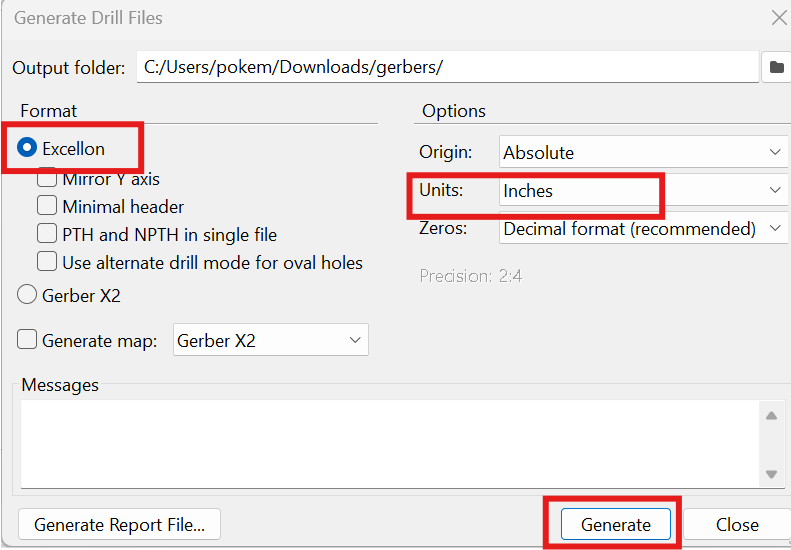 Generate Drill Files
Output folder: C:/Users/pokem/Downloads/gerbers/
Format
Excellon
Mirror Y axis
Minimal header
PTH and NPTH in single file
Use alternate drill mode for oval holes
Gerber X2
Generate map: Gerber X2
Options
Origin: Absolute
Units: Inches
Zeros: Decimal format (recommended)
Precision: 2:4
Messages
Generate Report File...
Generate
Close